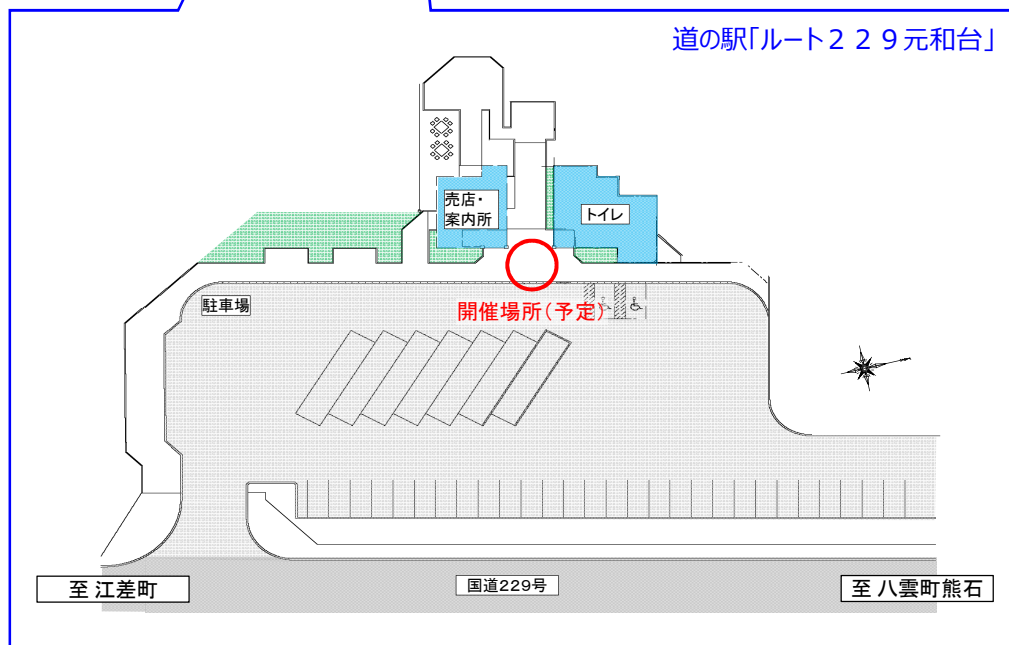 道の駅「ルート２２９元和台」
売店・
案内所
トイレ
開催場所（予定）
駐車場
至 江差町
国道229号
至 八雲町熊石